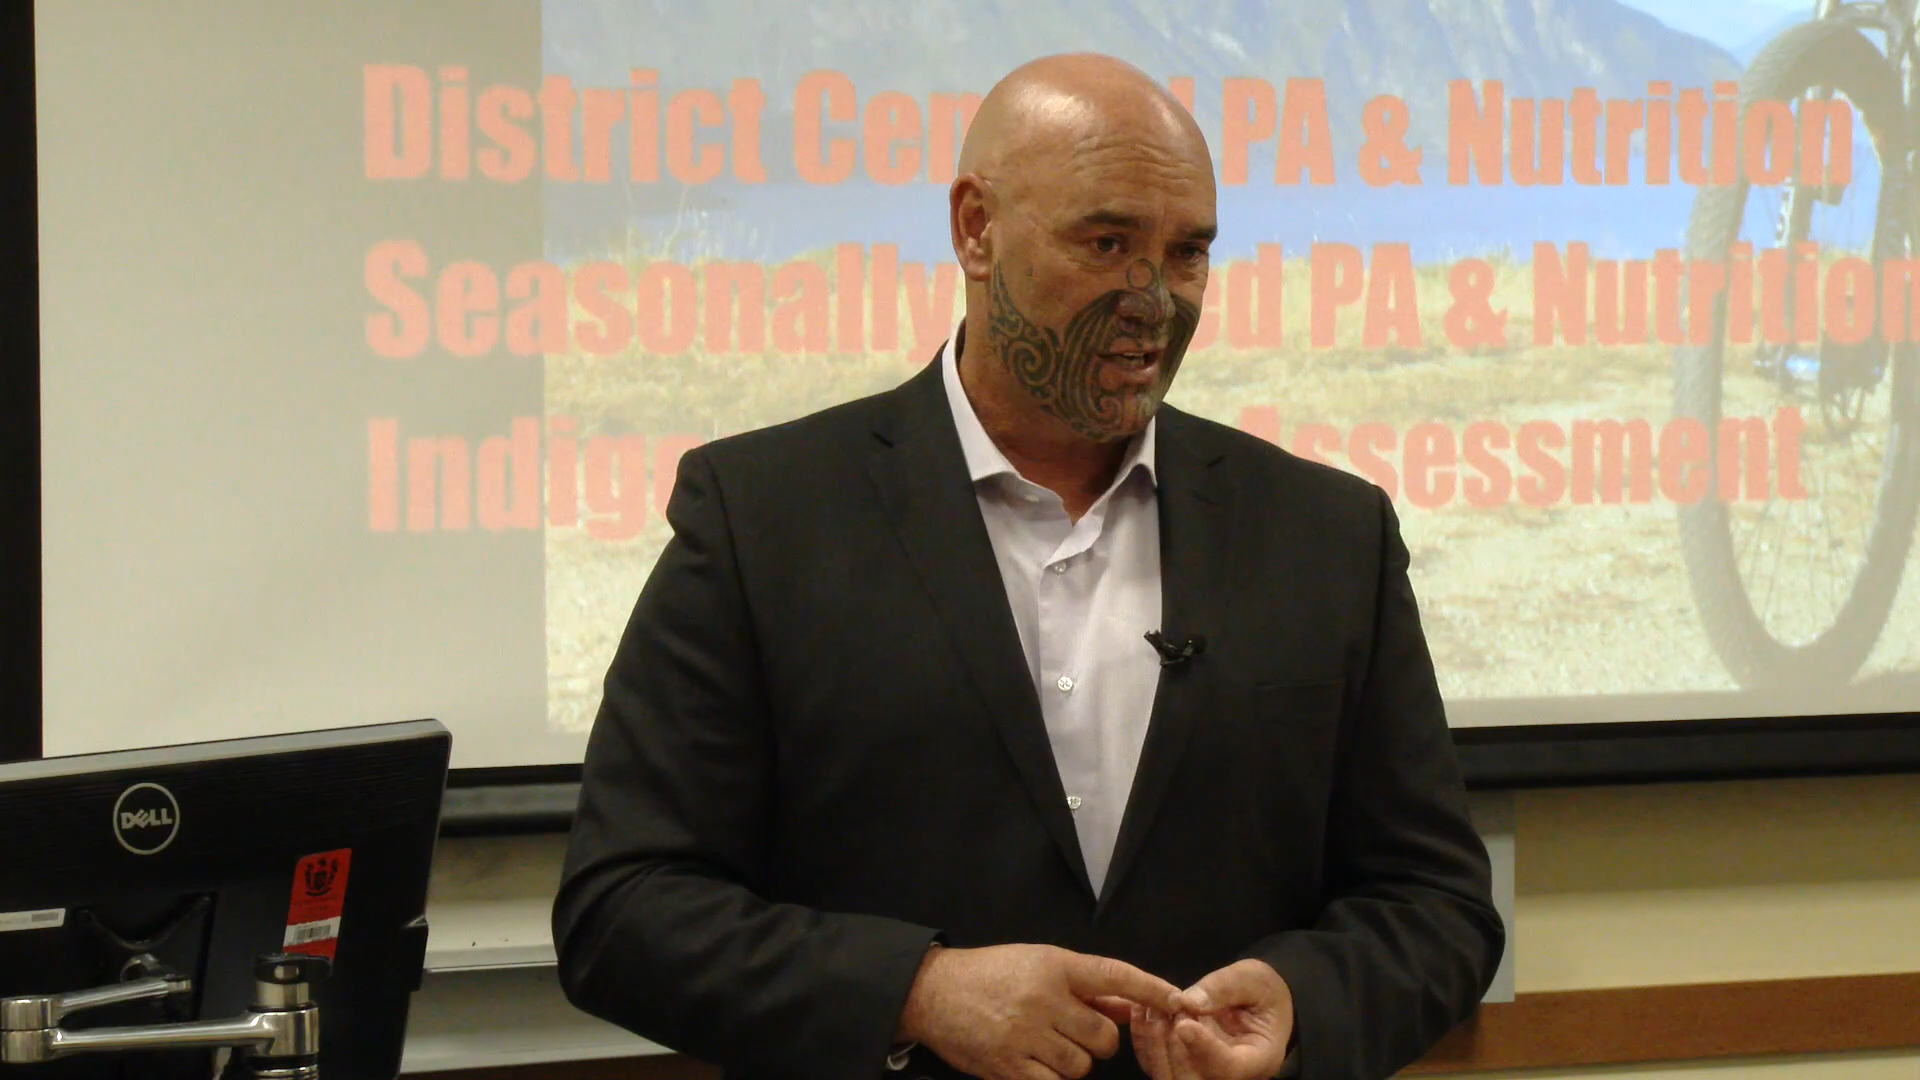 District Cen PA & Nutrition
Seasonally ed PA & Nutrition
Indig Assessment
DELL